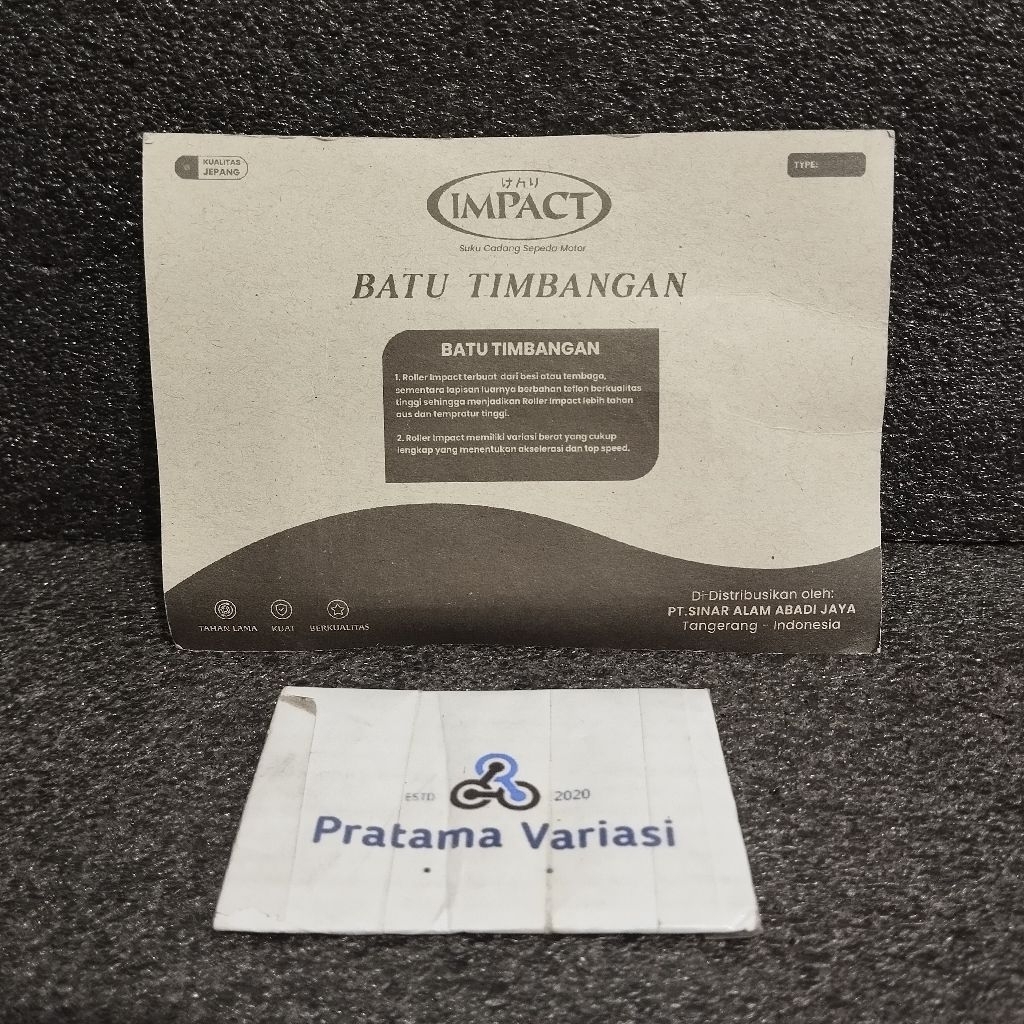 KUALITAS
JEPANG
TYPE:
けんり
IMPACT
Suku Cadang Sepeda Motor
BATU TIMBANGAN
BATU TIMBANGAN
1. Roller Impact terbuat dari besi atau tembaga,
sementara lapisan luarnya berbahan teflon berkualitas
tinggi sehingga menjadikan Roller Impact lebih tahan
aus dan tempratur tinggi.
2. Roller Impact memiliki variasi berat yang cukup
lengkap yang menentukan akselerasi dan top speed.
TAHAN LAMA KUAT BERKUALITAS
Di-Distribusikan oleh:
PT.SINAR ALAM ABADI JAYA
Tangerang - Indonesia
ESTD 2020
Pratama Variasi